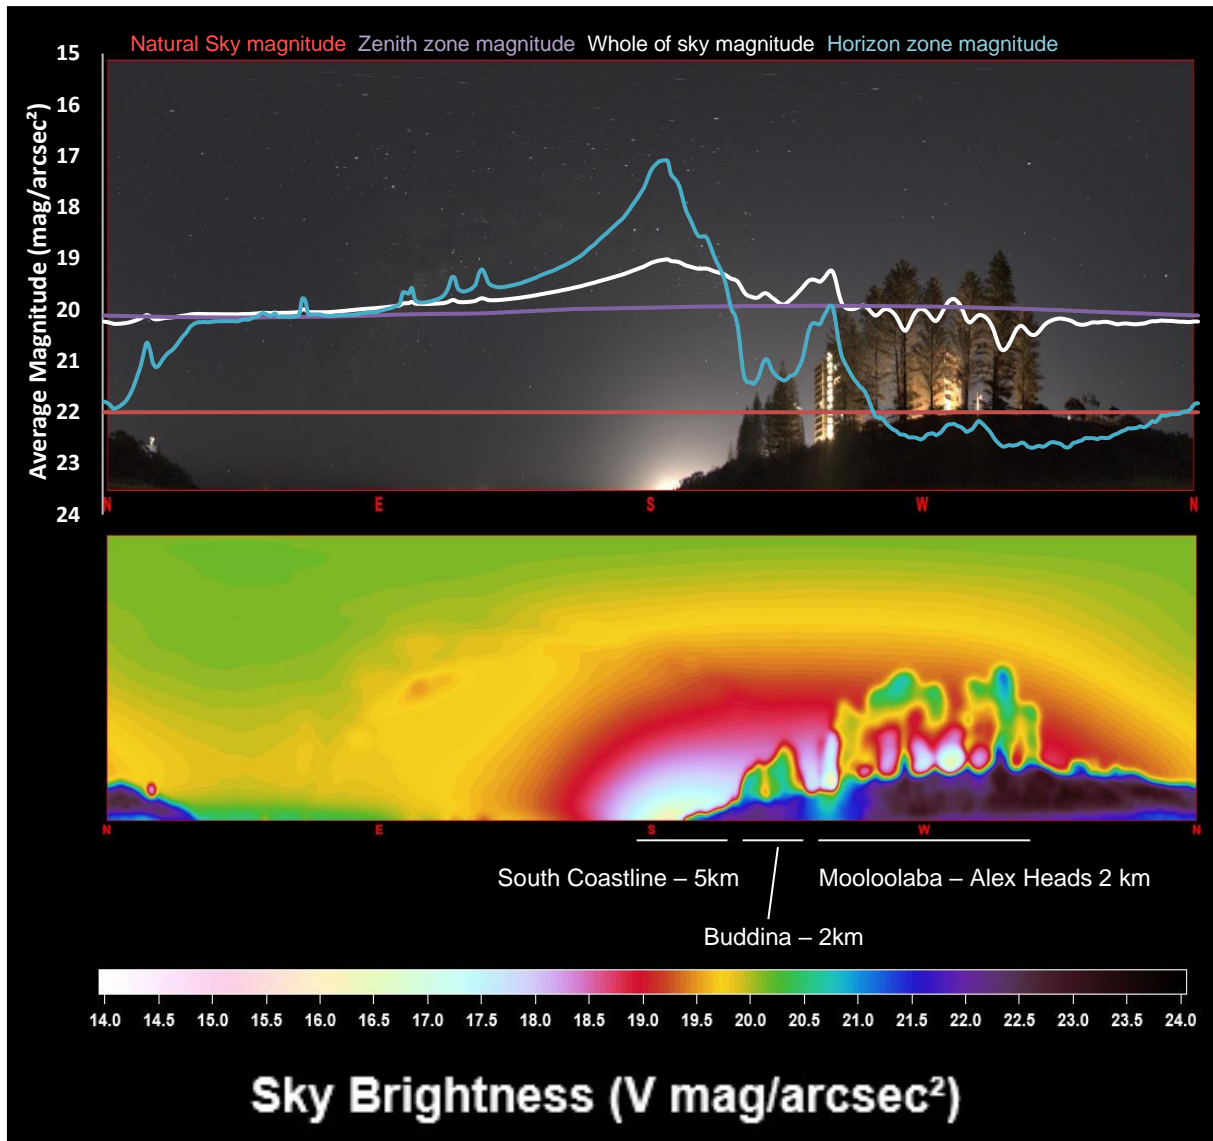 Natural Sky magnitude Zenith zone magnitude Whole of sky magnitude Horizon zone magnitude
Average Magnitude (mag/arcsec²)
15
16
17
18
19
20
21
22
23
24
N E S W N
N E S W N
South Coastline – 5km
Mooloolaba – Alex Heads 2 km
Buddina – 2km
14.0 14.5 15.0 15.5 16.0 16.5 17.0 17.5 18.0 18.5 19.0 19.5 20.0 20.5 21.0 21.5 22.0 22.5 23.0 23.5 24.0
Sky Brightness (V mag/arcsec²)